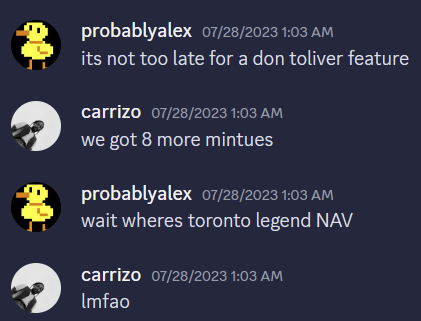 probablyalex 07/28/2023 1:03 AM
its not too late for a don toliver feature
carrizo 07/28/2023 1:03 AM
we got 8 more mintues
probablyalex 07/28/2023 1:03 AM
wait wheres toronto legend NAV
carrizo 07/28/2023 1:03 AM
lmfao